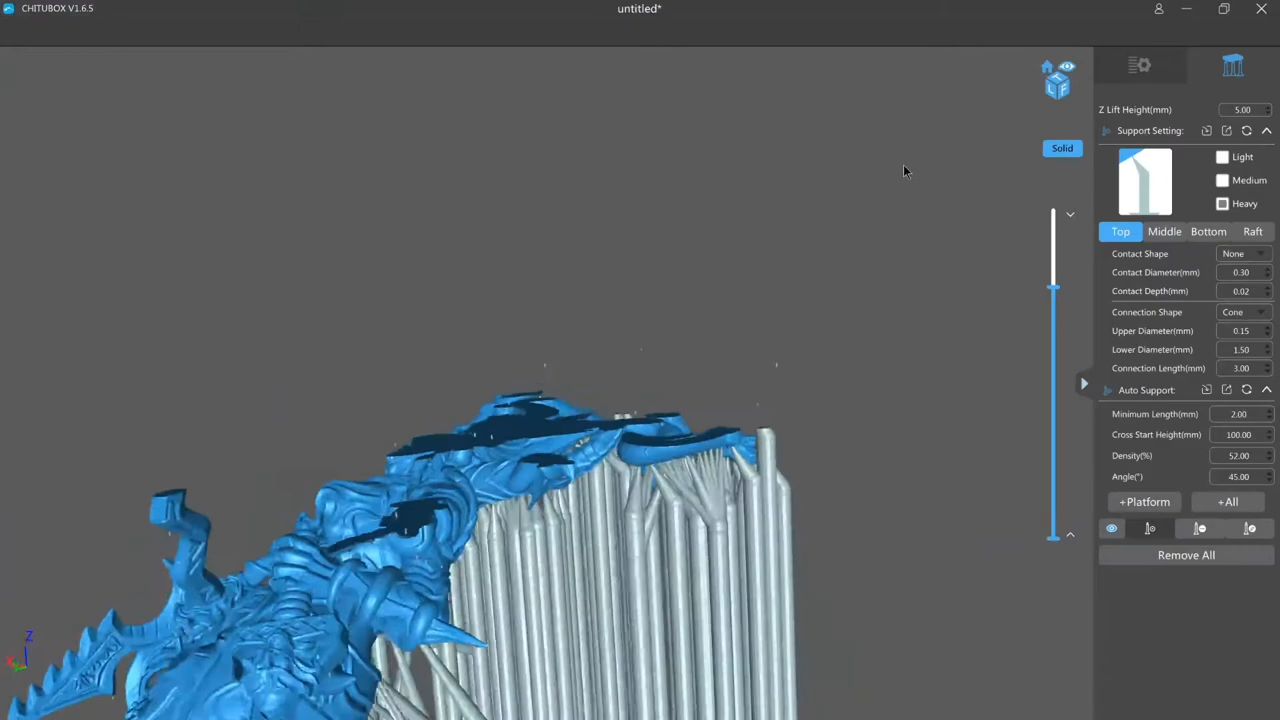 CHITUBOX V1.6.5
untitled*
Z Lift Height(mm) 5.00
Support Setting:
Light
Medium
Heavy
Top Middle Bottom Raft
Contact Shape None
Contact Diameter(mm) 0.30
Contact Depth(mm) 0.02
Connection Shape Cone
Upper Diameter(mm) 0.15
Lower Diameter(mm) 1.50
Connection Length(mm) 3.00
Auto Support:
Minimum Length(mm) 2.00
Cross Start Height(mm) 100.00
Density(%) 52.00
Angle(°) 45.00
+Platform +All
Remove All
Solid
T
L F
Z
X
Y